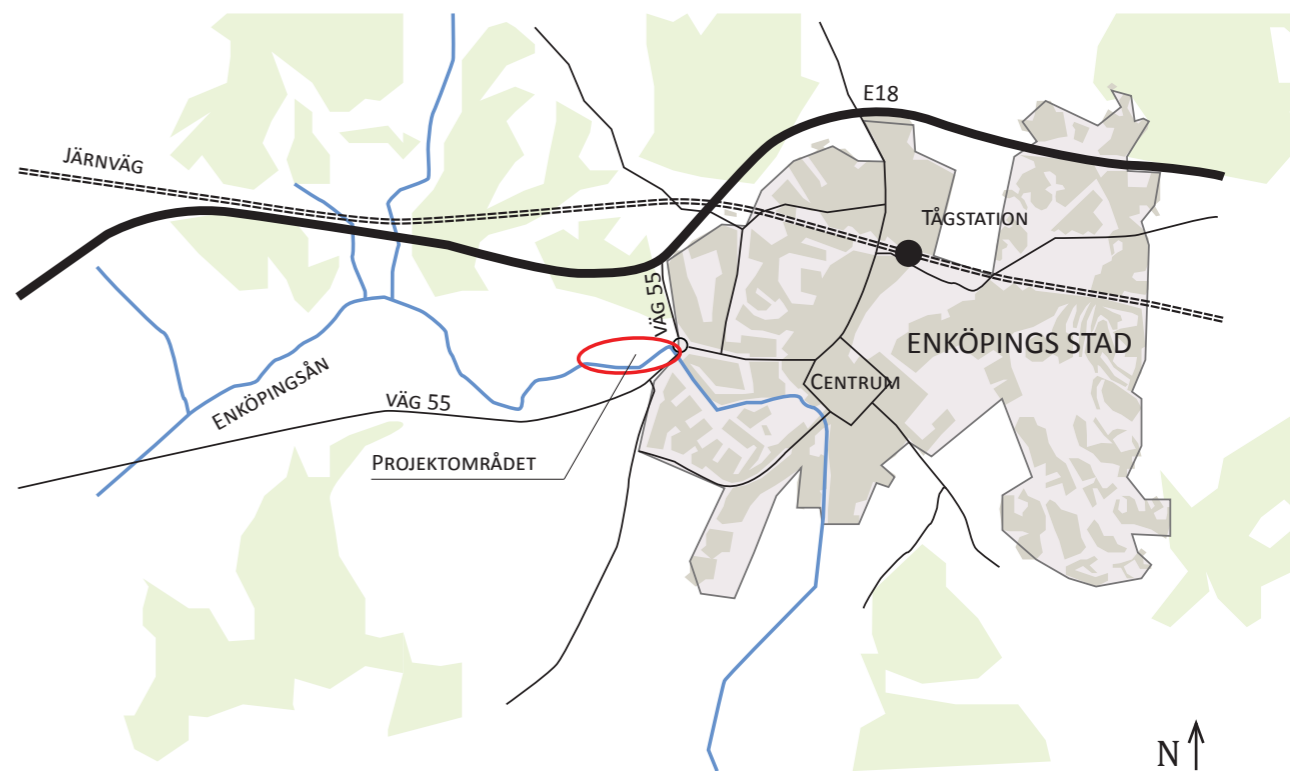 E18
JÄRNVÄG
TÅGSTATION
VÄG 55
ENKÖPINGS STAD
CENTRUM
ENKÖPINGSÅN
VÄG 55
PROJEKTOMRÅDET
N